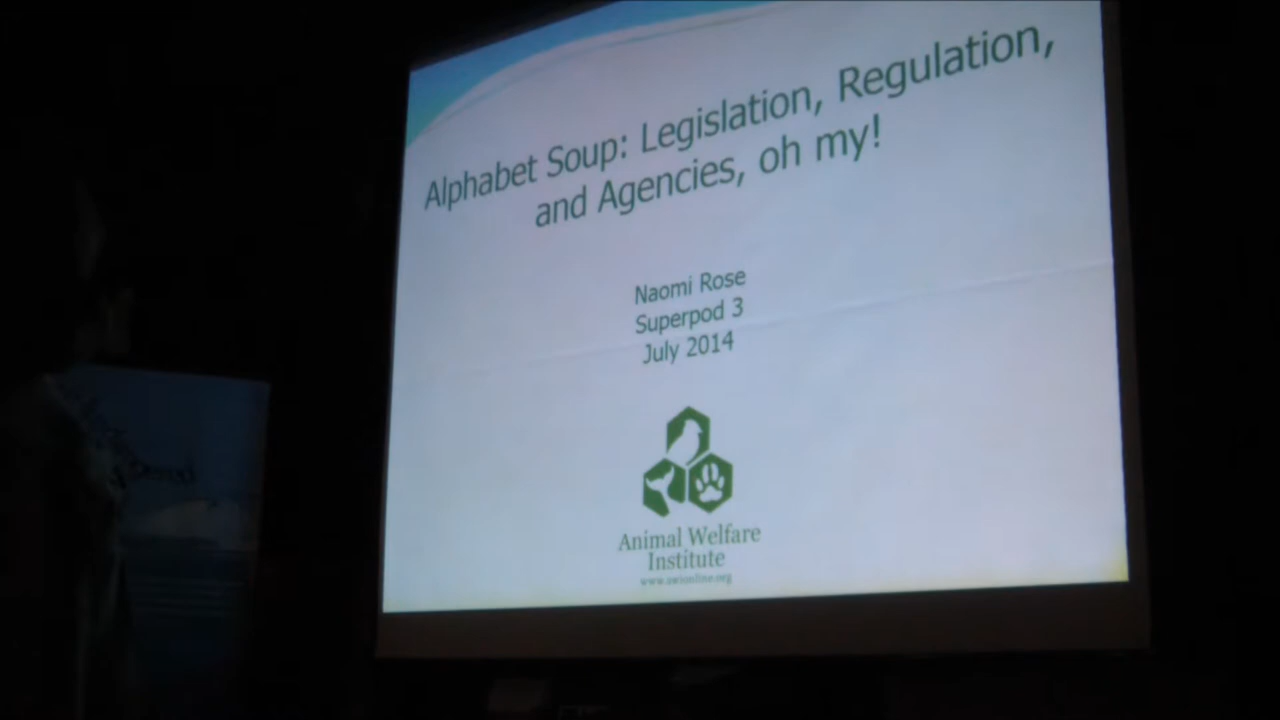 Alphabet Soup: Legislation, Regulation,
and Agencies, oh my!
Naomi Rose
Superpod 3
July 2014
Animal Welfare
Institute
www.awionline.org